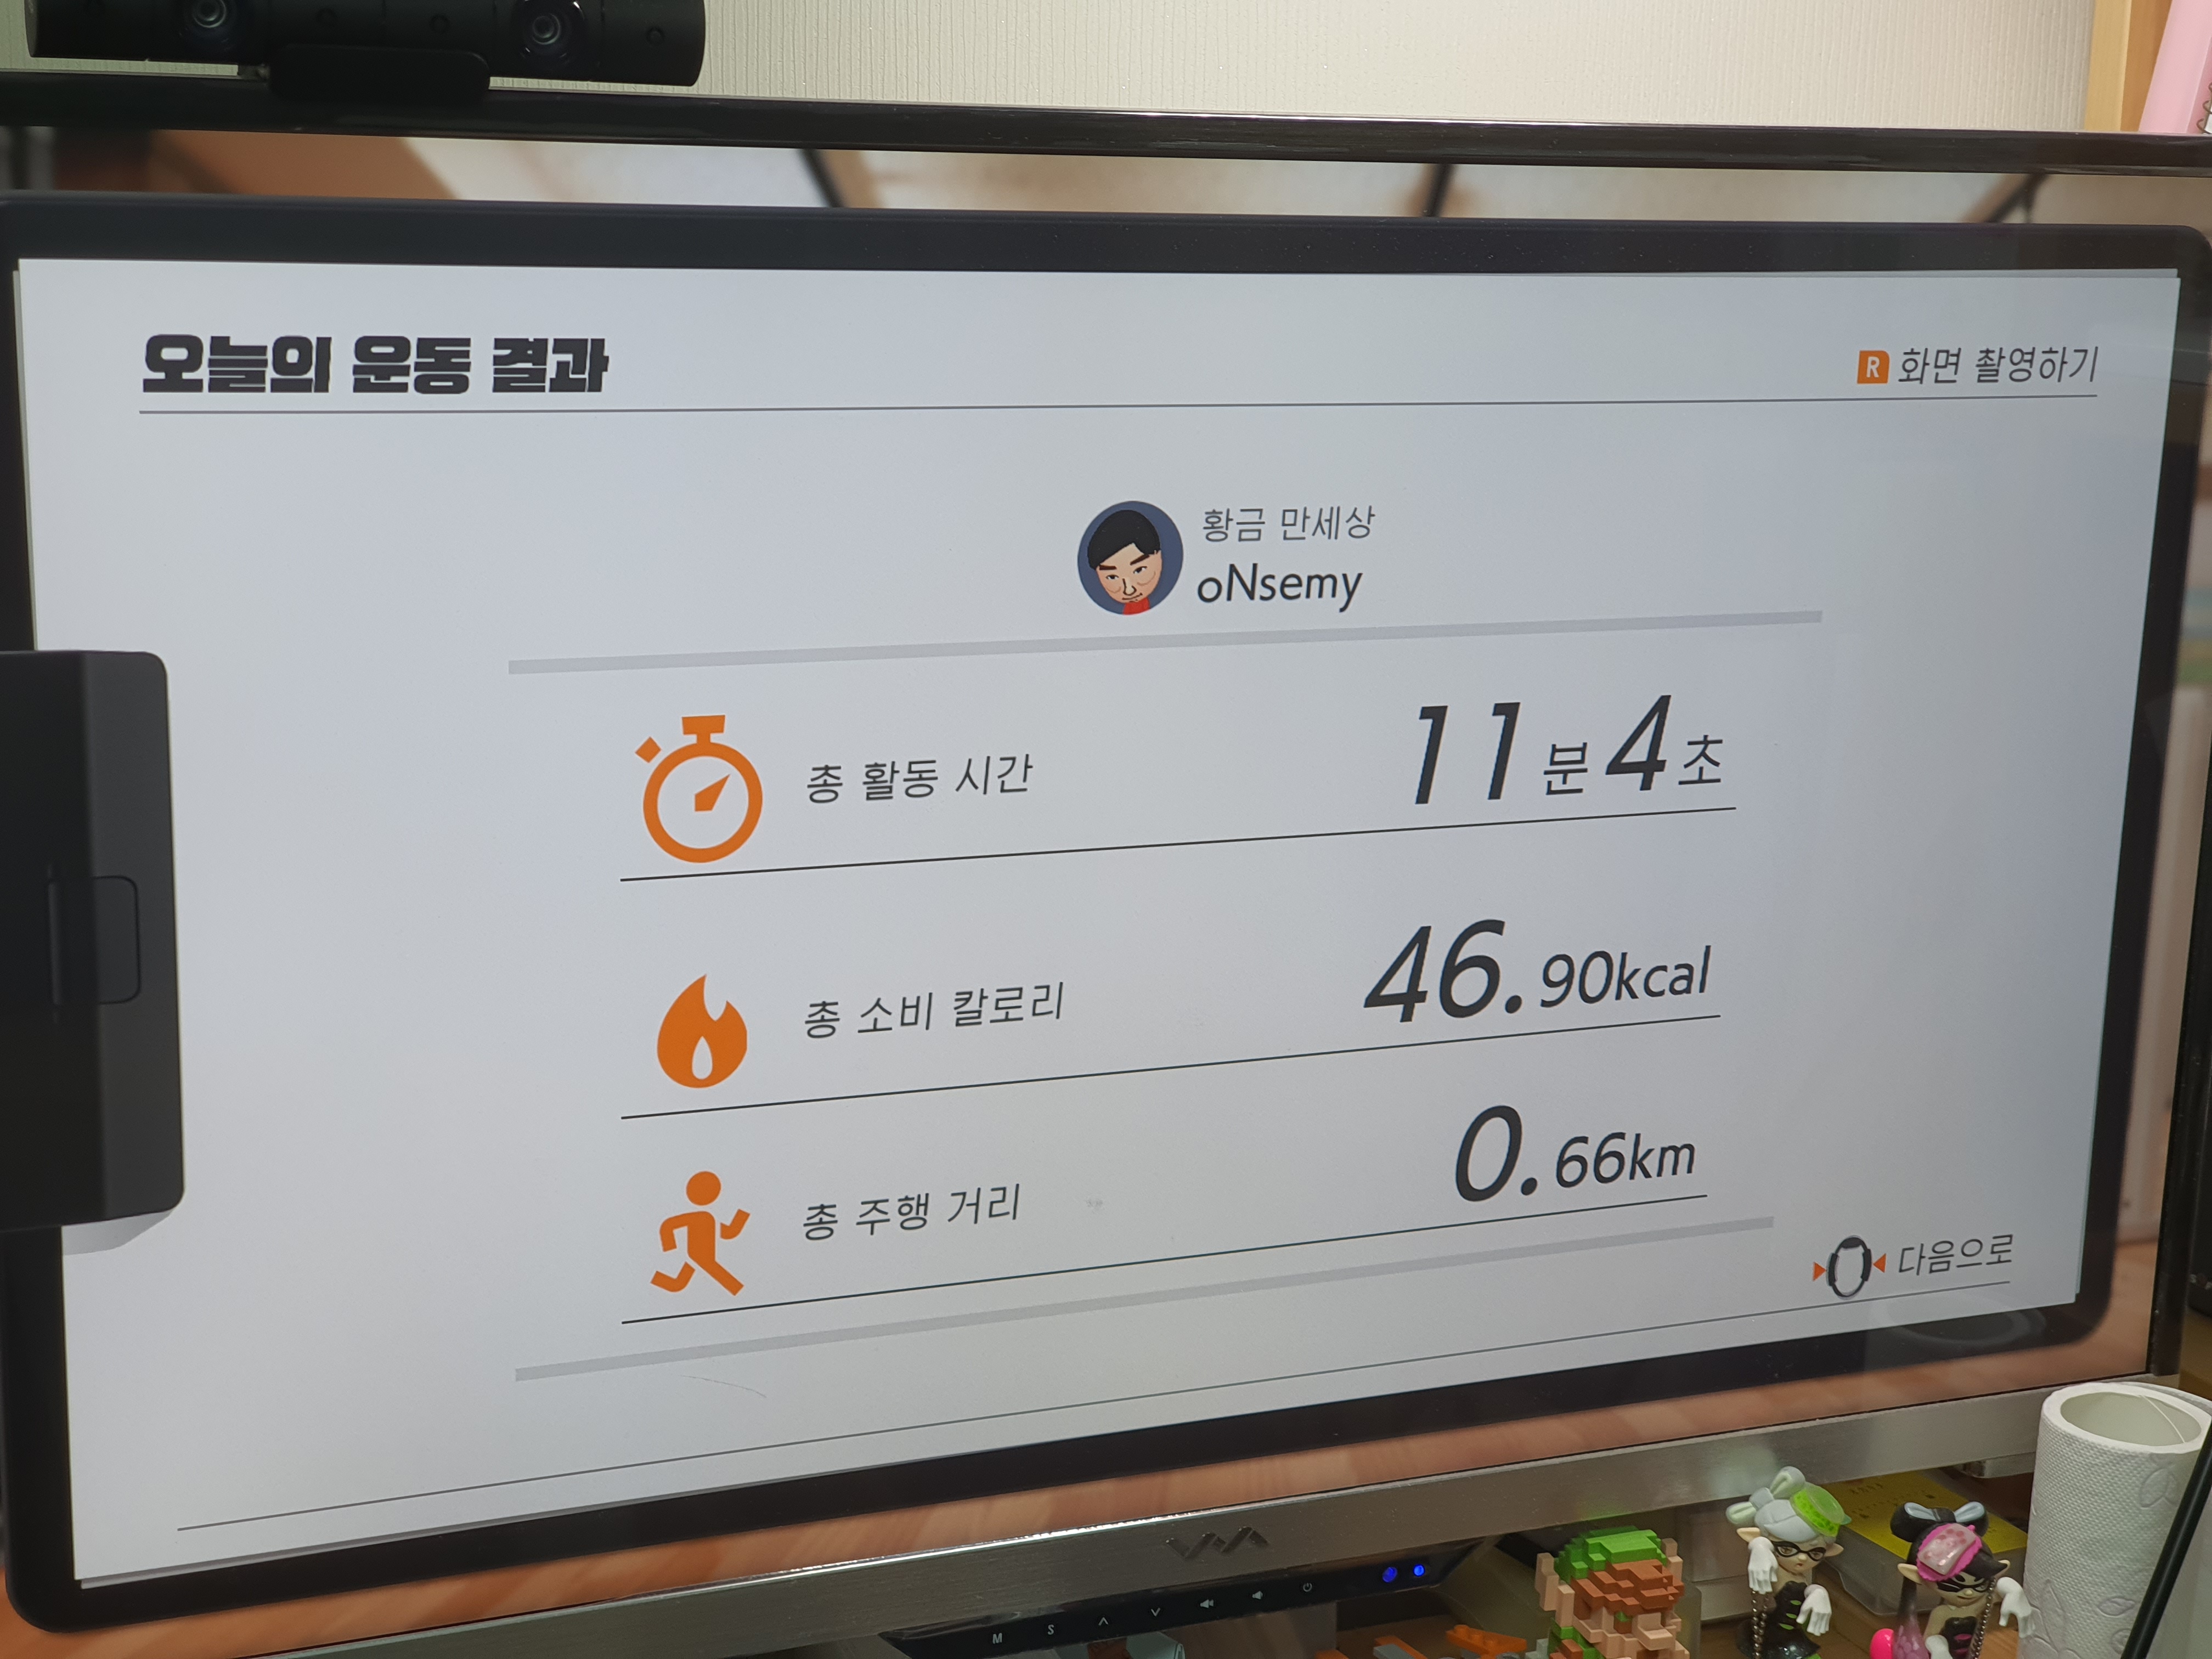 오늘의 운동 결과
R 화면 촬영하기
황금 만세상
oNsemy
총 활동 시간 11분 4초
총 소비 칼로리 46.90kcal
총 주행 거리 0.66km
다음으로
M S